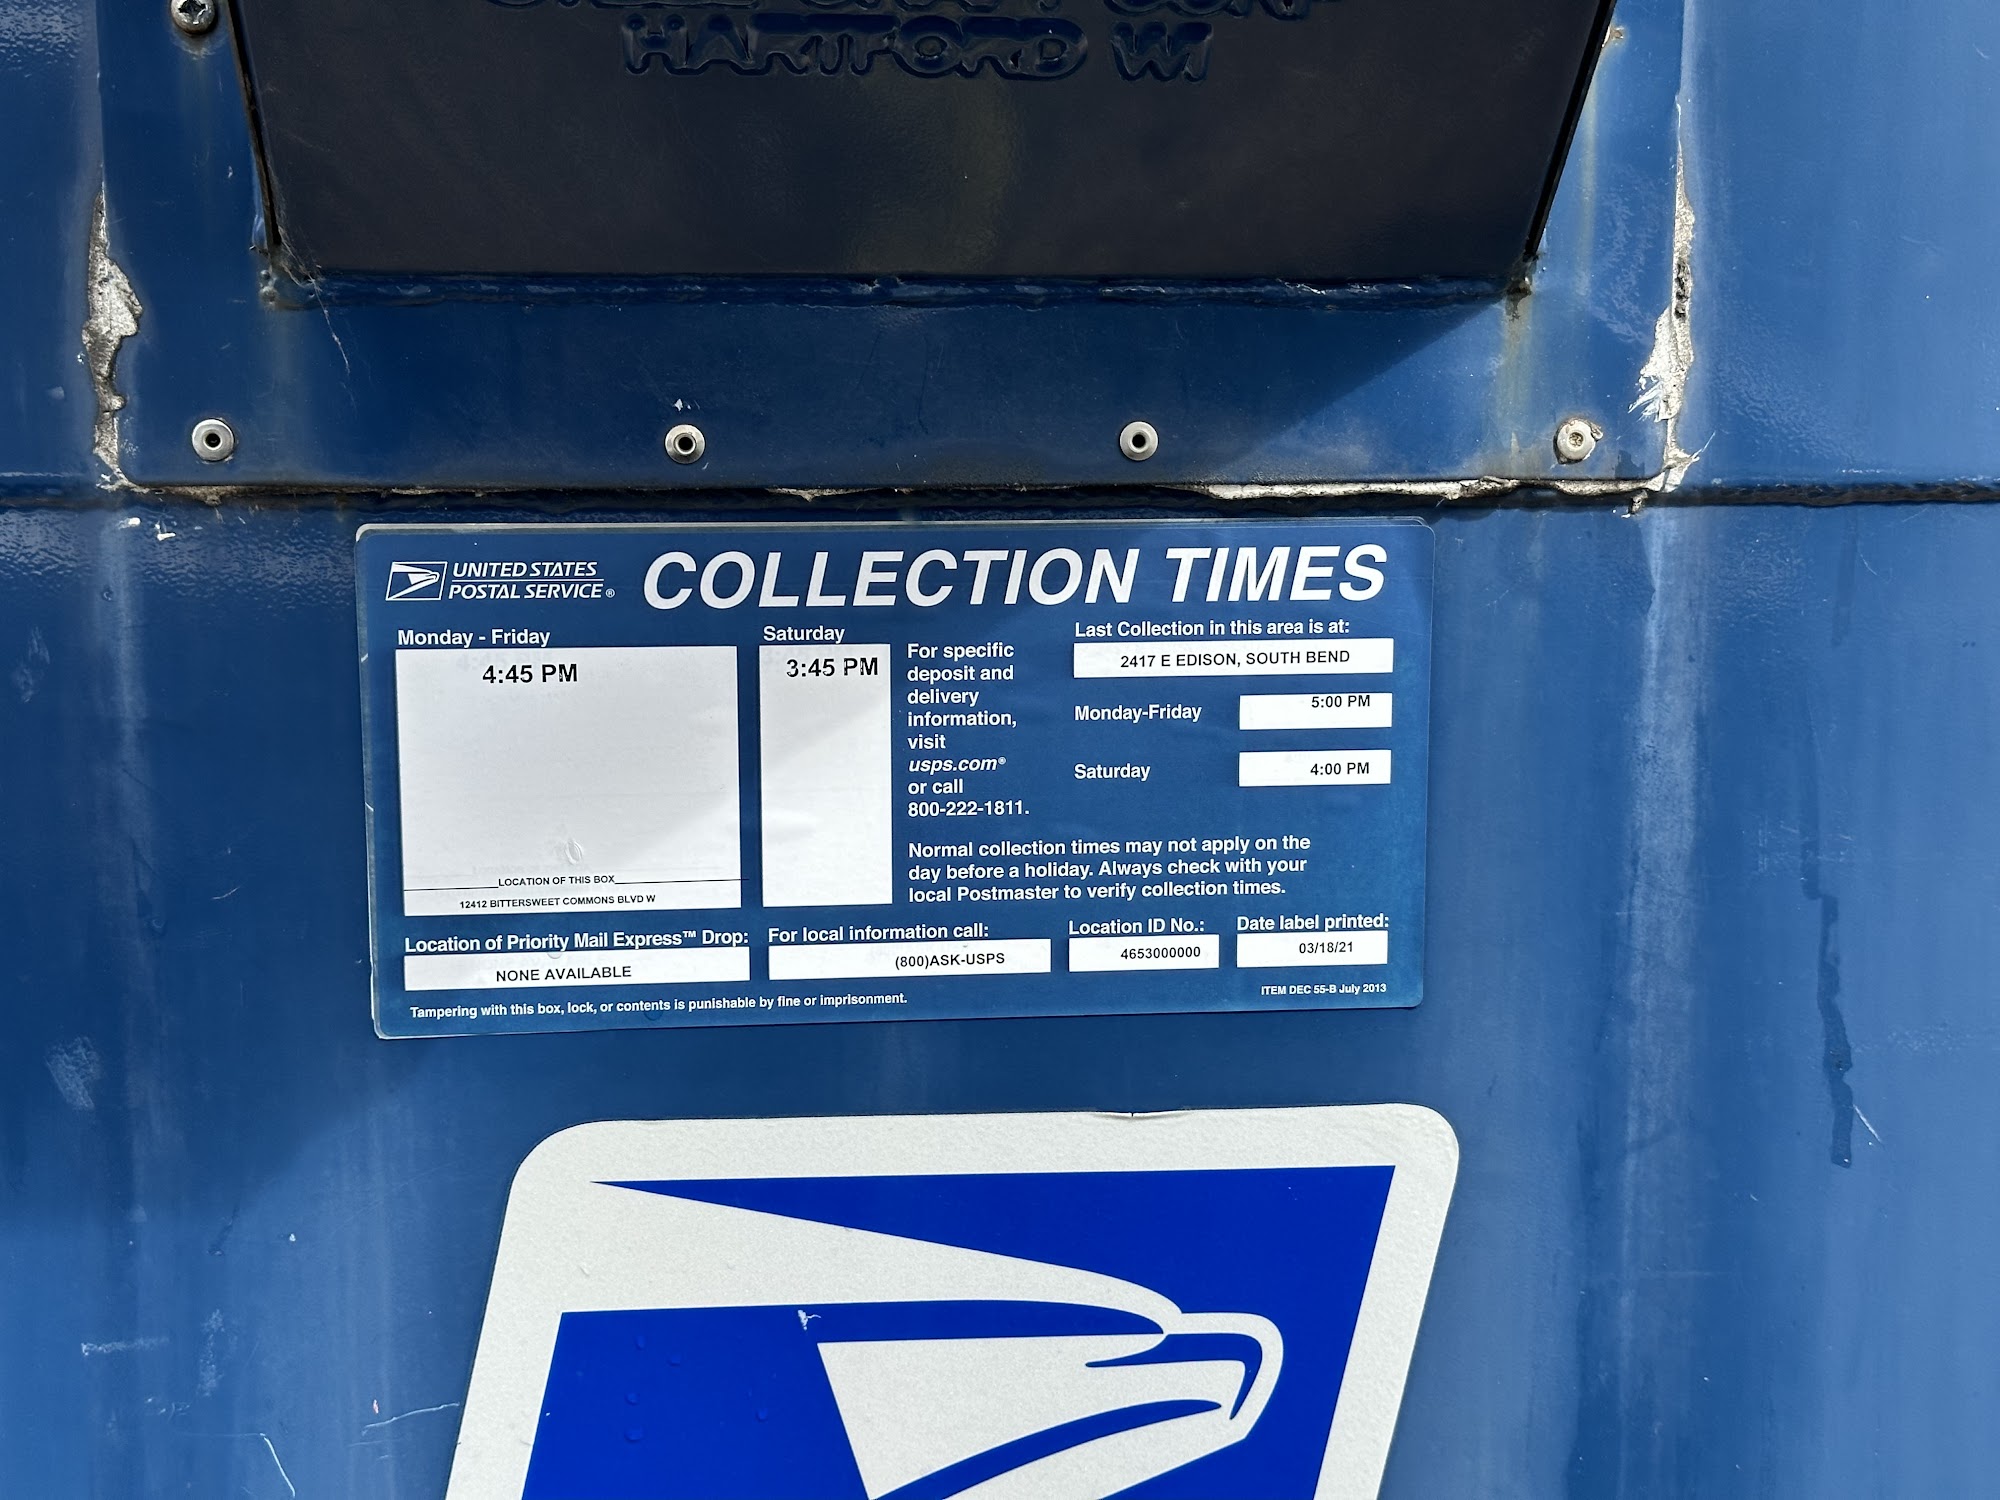 HARTFORD WI
UNITED STATES
POSTAL SERVICE®
COLLECTION TIMES
Monday - Friday
4:45 PM
LOCATION OF THIS BOX
12412 BITTERSWEET COMMONS BLVD W
Saturday
3:45 PM
For specific
deposit and
delivery
information,
visit
usps.com®
or call
800-222-1811.
Last Collection in this area is at:
2417 E EDISON, SOUTH BEND
Monday-Friday
5:00 PM
Saturday
4:00 PM
Normal collection times may not apply on the
day before a holiday. Always check with your
local Postmaster to verify collection times.
Location of Priority Mail Express™ Drop:
NONE AVAILABLE
For local information call:
(800)ASK-USPS
Location ID No.:
4653000000
Date label printed:
03/18/21
Tampering with this box, lock, or contents is punishable by fine or imprisonment.
ITEM DEC 55-B July 2013